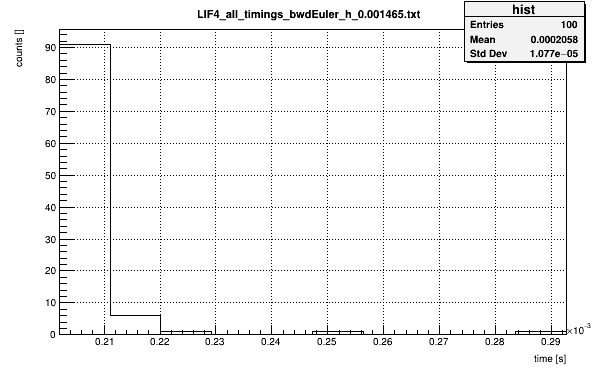 LIF4_all_timings_bwdEuler_h_0.001465.txt
hist
Entries 100
Mean 0.0002058
Std Dev 1.077e−05
counts []
90
80
70
60
50
40
30
20
10
0
0.21 0.22 0.23 0.24 0.25 0.26 0.27 0.28 0.29
×10−3
time [s]